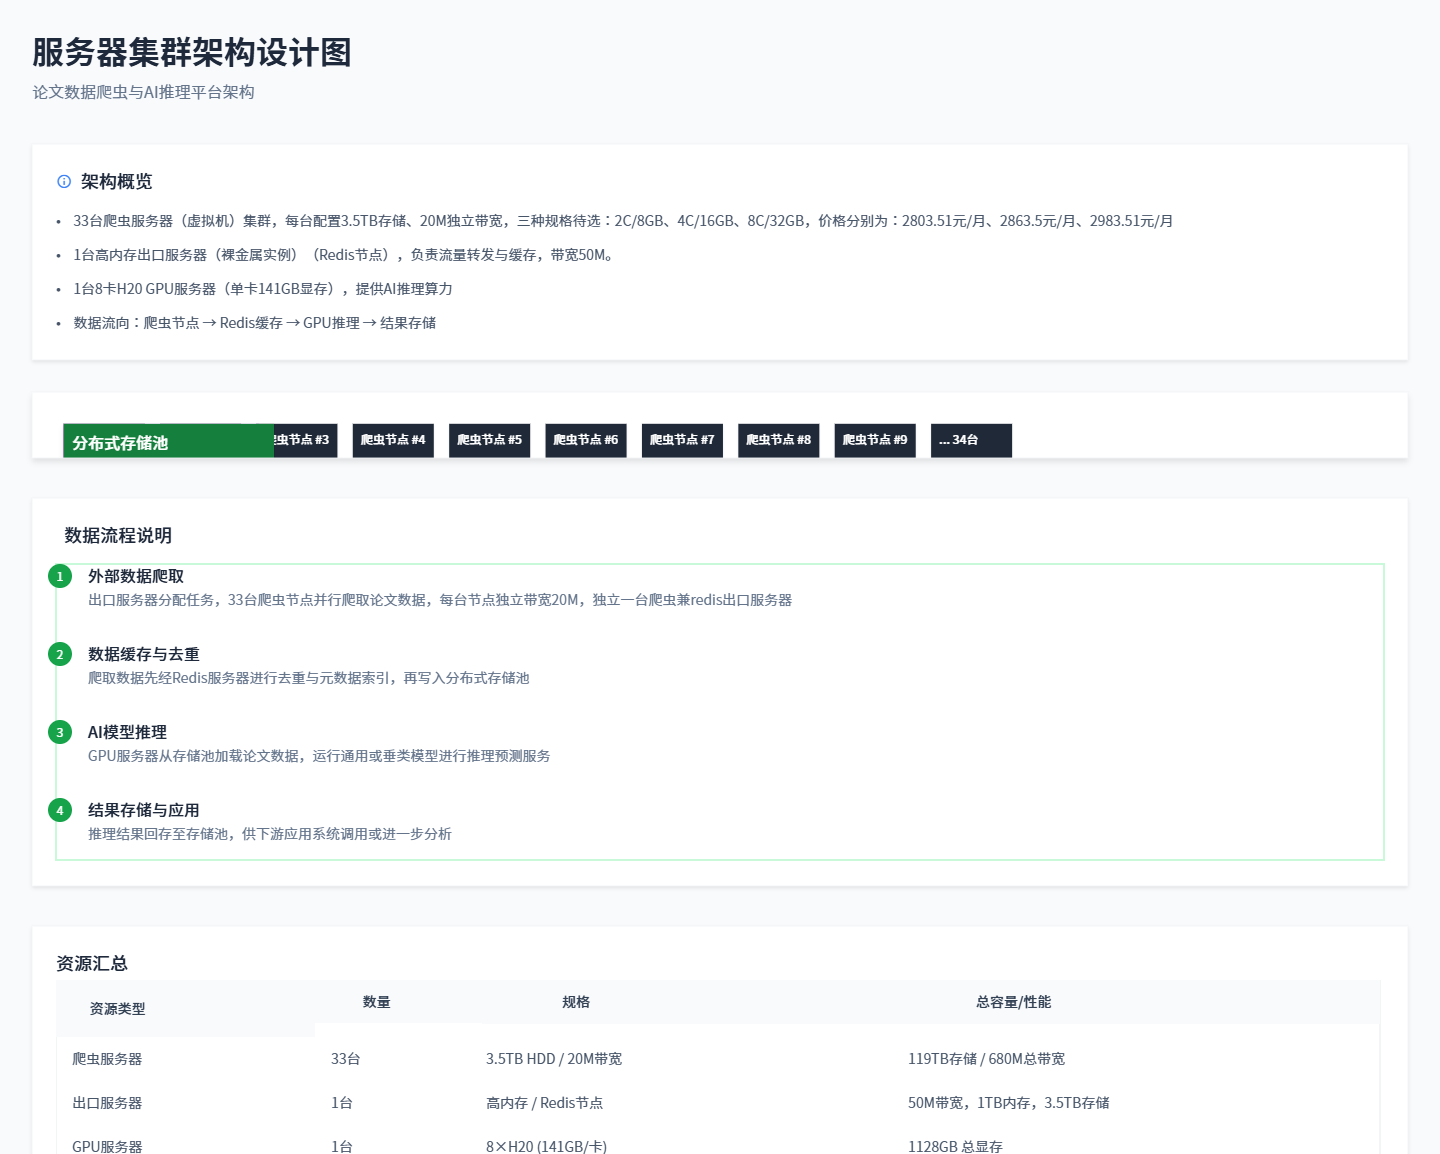 服务器集群架构设计图
论文数据爬虫与AI推理平台架构
架构概览
• 33台爬虫服务器（虚拟机）集群，每台配置3.5TB存储、20M独立带宽，三种规格待选：2C/8GB、4C/16GB、8C/32GB，价格分别为：2803.51元/月、2863.5元/月、2983.51元/月
• 1台高内存出口服务器（裸金属实例）（Redis节点），负责流量转发与缓存，带宽50M。
• 1台8卡H20 GPU服务器（单卡141GB显存），提供AI推理算力
• 数据流向：爬虫节点 → Redis缓存 → GPU推理 → 结果存储
分布式存储池 虫节点 #3 爬虫节点 #4 爬虫节点 #5 爬虫节点 #6 爬虫节点 #7 爬虫节点 #8 爬虫节点 #9 ... 34台
数据流程说明
1 外部数据爬取
出口服务器分配任务，33台爬虫节点并行爬取论文数据，每台节点独立带宽20M，独立一台爬虫兼redis出口服务器
2 数据缓存与去重
爬取数据先经Redis服务器进行去重与元数据索引，再写入分布式存储池
3 AI模型推理
GPU服务器从存储池加载论文数据，运行通用或垂类模型进行推理预测服务
4 结果存储与应用
推理结果回存至存储池，供下游应用系统调用或进一步分析
资源汇总
资源类型 数量 规格 总容量/性能
爬虫服务器 33台 3.5TB HDD / 20M带宽 119TB存储 / 680M总带宽
出口服务器 1台 高内存 / Redis节点 50M带宽，1TB内存，3.5TB存储
GPU服务器 1台 8×H20 (141GB/卡) 1128GB 总显存